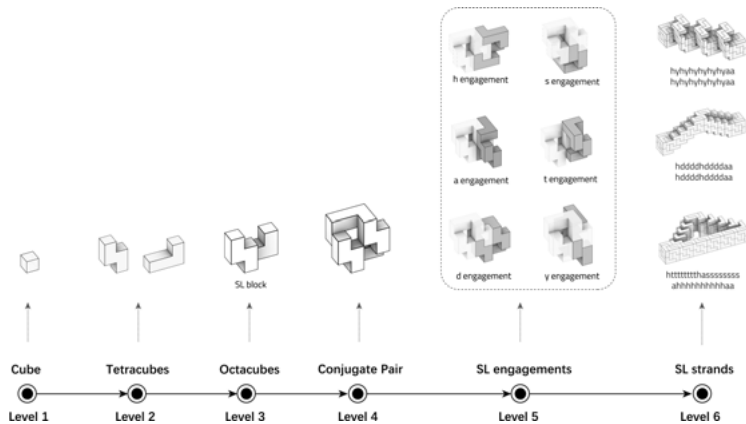 h engagement
s engagement
hyhyhyhyhyhyaa
hyhyhyhyhyhyaa
a engagement
t engagement
hddddhddddaa
hddddhddddaa
SL block
d engagement
y engagement
ahhhhhhhhhhaa
Cube
Tetracubes
Octacubes
Conjugate Pair
SL engagements
SL strands
Level 1
Level 2
Level 3
Level 4
Level 5
Level 6